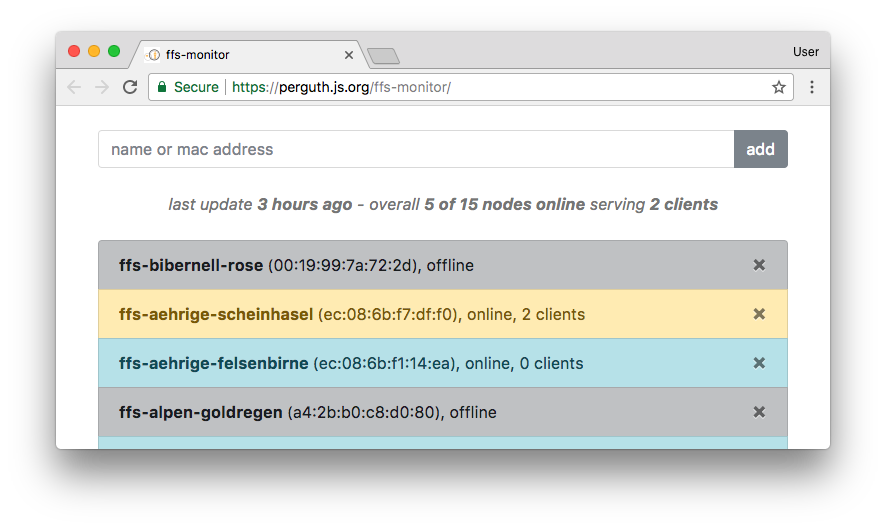 ffs-monitor
User
Secure https://perguth.js.org/ffs-monitor/
name or mac address add
last update 3 hours ago - overall 5 of 15 nodes online serving 2 clients
ffs-bibernell-rose (00:19:99:7a:72:2d), offline
ffs-aehrige-scheinhasel (ec:08:6b:f7:df:f0), online, 2 clients
ffs-aehrige-felsenbirne (ec:08:6b:f1:14:ea), online, 0 clients
ffs-alpen-goldregen (a4:2b:b0:c8:d0:80), offline